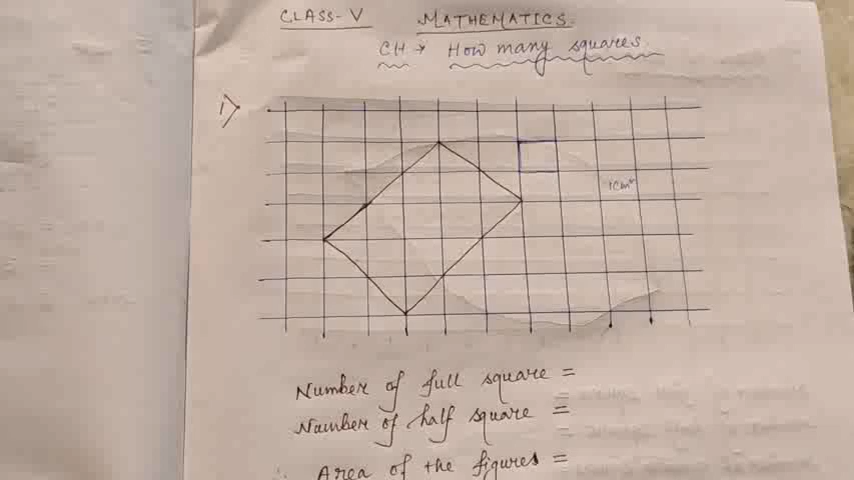 CLASS-V MATHEMATICS.
CH → How many squares.
1)
1cm²
Number of full square =
Number of half square =
∴ Area of the figures =